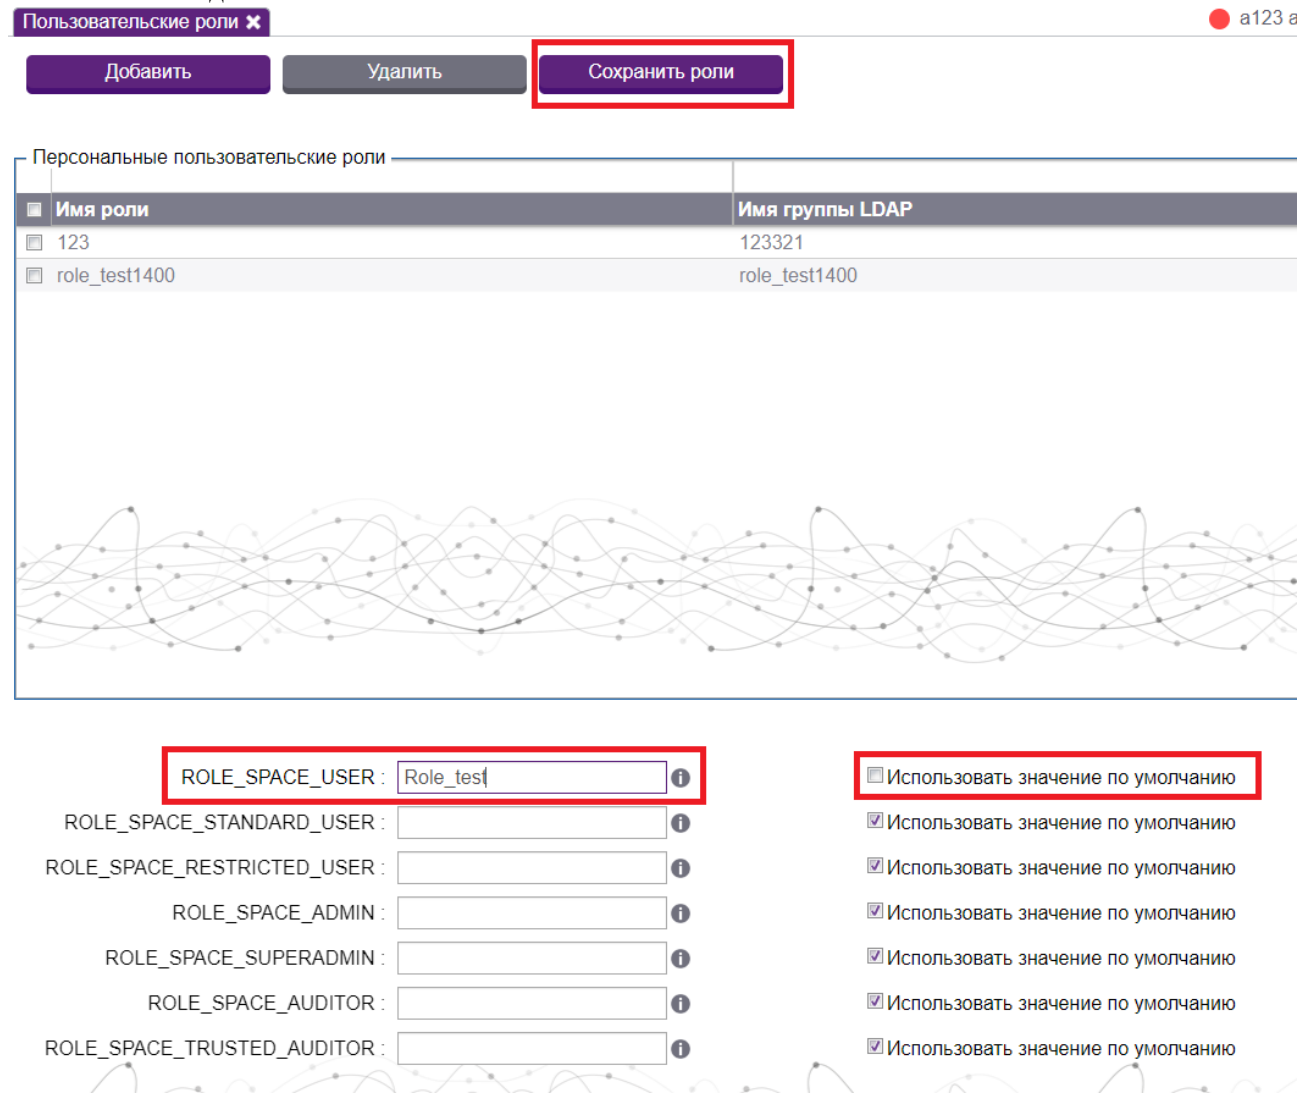 Пользовательские роли
a123 a
Добавить Удалить Сохранить роли
Персональные пользовательские роли
Имя роли Имя группы LDAP
123 123321
role_test1400 role_test1400
ROLE_SPACE_USER : Role_test Использовать значение по умолчанию
ROLE_SPACE_STANDARD_USER : Использовать значение по умолчанию
ROLE_SPACE_RESTRICTED_USER : Использовать значение по умолчанию
ROLE_SPACE_ADMIN : Использовать значение по умолчанию
ROLE_SPACE_SUPERADMIN : Использовать значение по умолчанию
ROLE_SPACE_AUDITOR : Использовать значение по умолчанию
ROLE_SPACE_TRUSTED_AUDITOR : Использовать значение по умолчанию